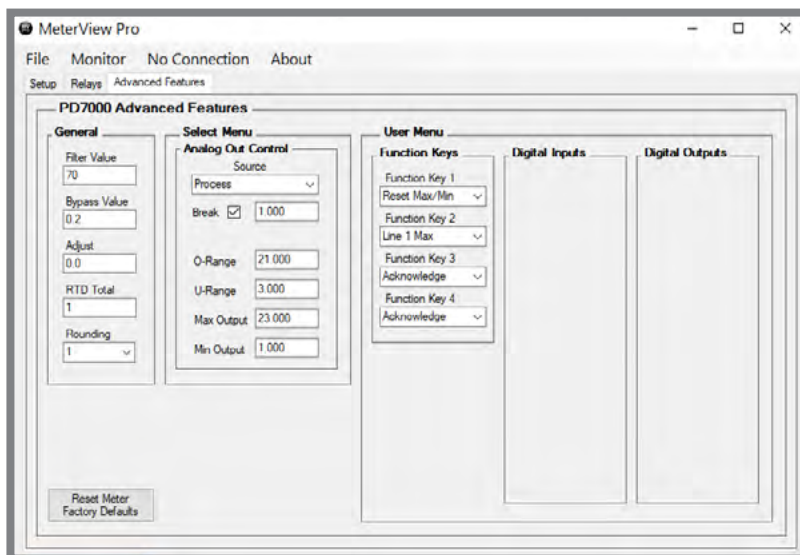 MeterView Pro
File Monitor No Connection About
Setup Relays Advanced Features
PD7000 Advanced Features
General
Filter Value
70
Bypass Value
0.2
Adjust
0.0
RTD Total
1
Rounding
1
Reset Meter
Factory Defaults
Select Menu
Analog Out Control
Source
Process
Break 1.000
O-Range 21.000
U-Range 3.000
Max Output 23.000
Min Output 1.000
User Menu
Function Keys
Function Key 1
Reset Max/Min
Function Key 2
Line 1 Max
Function Key 3
Acknowledge
Function Key 4
Acknowledge
Digital Inputs
Digital Outputs